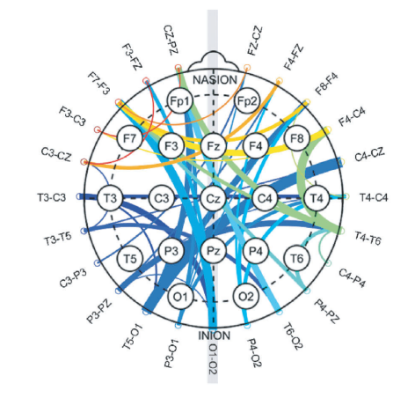 CZ-PZ
FZ-CZ
F3-FZ
F4-FZ
F7-F3
F8-F4
NASION
Fp1
Fp2
F3-C3
F4-C4
F7
F3
Fz
F4
F8
C3-CZ
C4-CZ
T3-C3
T3
C3
Cz
C4
T4
T4-C4
T3-T5
T4-T6
T5
P3
Pz
P4
T6
C3-P3
C4-P4
P3-PZ
O1
O2
P4-PZ
T5-O1
T6-O2
INION
P3-O1
O1-O2
P4-O2